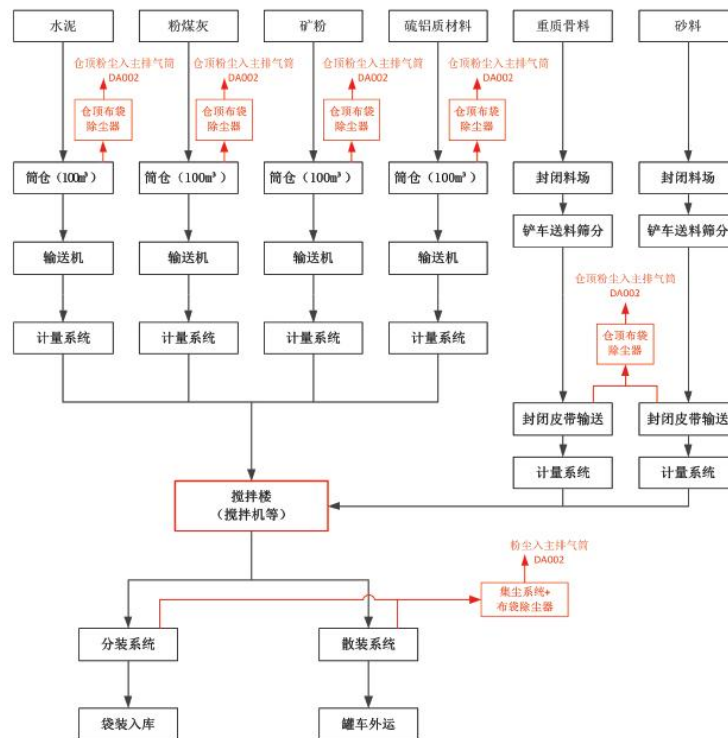 水泥
粉煤灰
矿粉
硫铝质材料
重质骨料
砂料
仓顶粉尘入主排气筒
DA002
仓顶粉尘入主排气筒
DA002
仓顶粉尘入主排气筒
DA002
仓顶粉尘入主排气筒
DA002
仓顶布袋
除尘器
仓顶布袋
除尘器
仓顶布袋
除尘器
仓顶布袋
除尘器
筒仓（100m³）
筒仓（100m³）
筒仓（100m³）
筒仓（100m³）
封闭料场
封闭料场
铲车送料筛分
铲车送料筛分
输送机
输送机
输送机
输送机
仓顶粉尘入主排气筒
DA002
仓顶布袋
除尘器
计量系统
计量系统
计量系统
计量系统
封闭皮带输送
封闭皮带输送
计量系统
计量系统
搅拌楼
（搅拌机等）
粉尘入主排气筒
DA002
集尘系统+
布袋除尘器
分装系统
散装系统
袋装入库
罐车外运